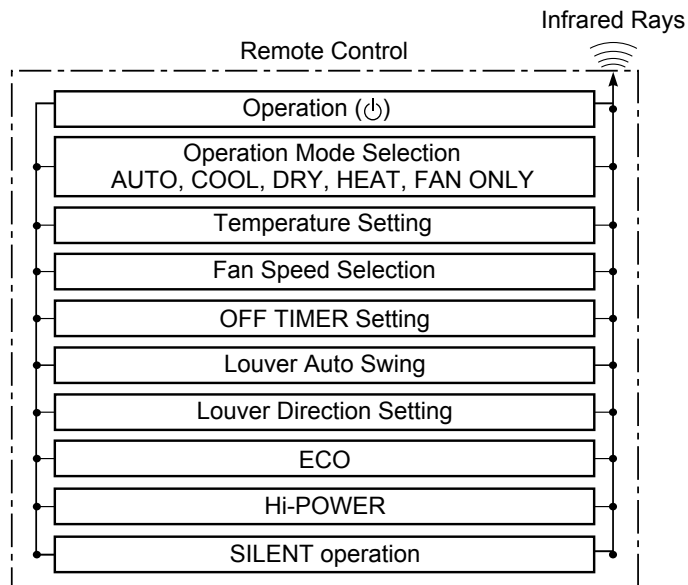 Infrared Rays
Remote Control
Operation (⏻)
Operation Mode Selection
AUTO, COOL, DRY, HEAT, FAN ONLY
Temperature Setting
Fan Speed Selection
OFF TIMER Setting
Louver Auto Swing
Louver Direction Setting
ECO
Hi-POWER
SILENT operation